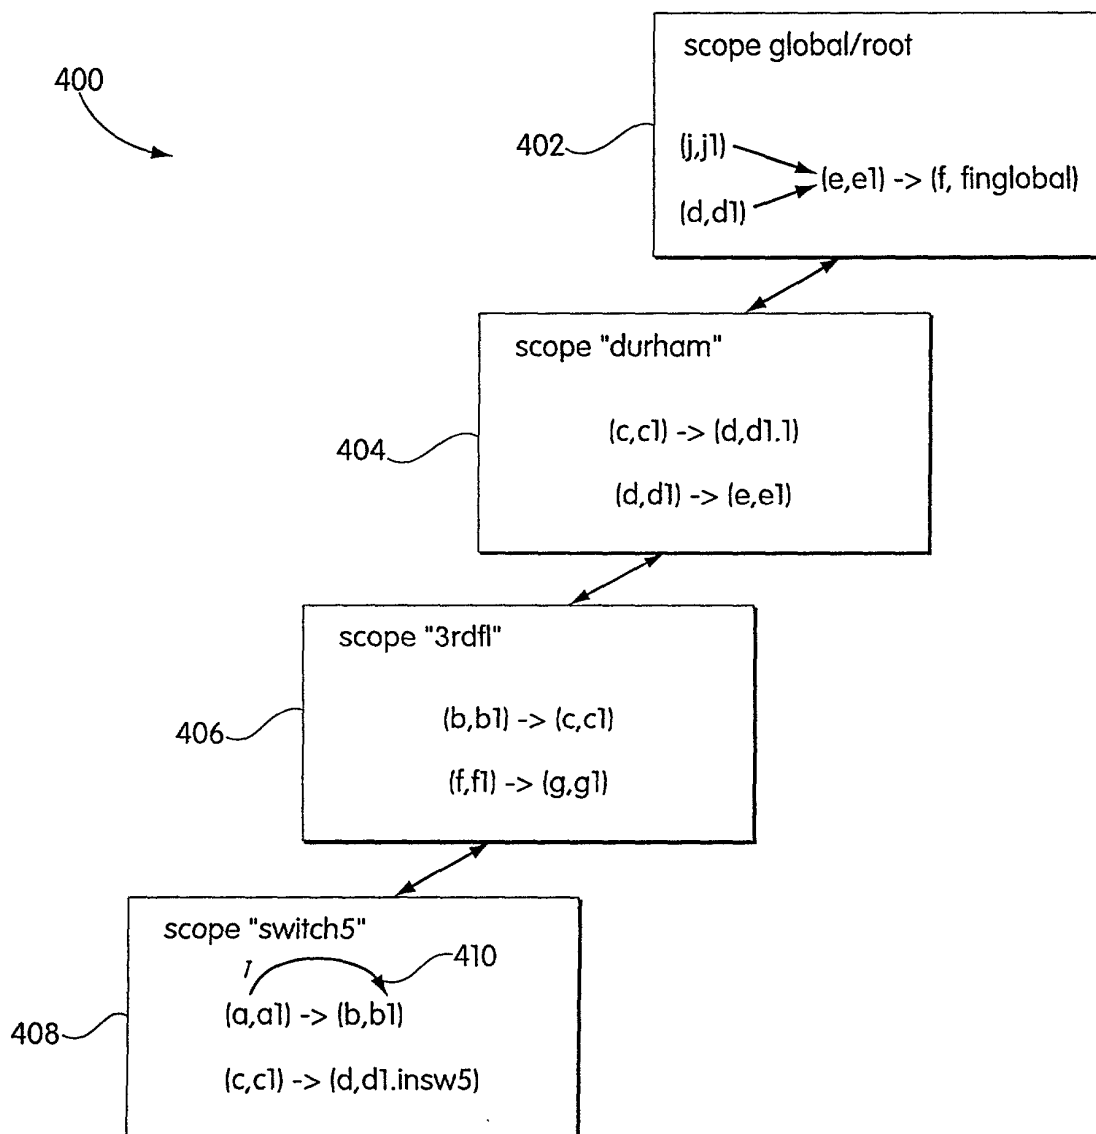 scope global/root
400
402
(j,j1)
(e,e1) -> (f, finglobal)
(d,d1)
scope "durham"
(c,c1) -> (d,d1.1)
404
(d,d1) -> (e,e1)
scope "3rdfl"
(b,b1) -> (c,c1)
406
(f,f1) -> (g,g1)
scope "switch5"
410
1
(a,a1) -> (b,b1)
408
(c,c1) -> (d,d1.insw5)